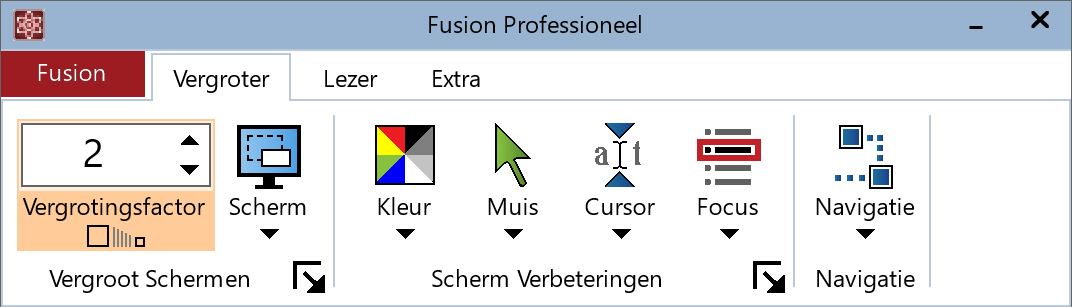 Fusion Professioneel
Fusion Vergroter Lezer Extra
2
Vergrotingsfactor Scherm Kleur Muis a t Cursor Focus Navigatie
Vergroot Schermen Scherm Verbeteringen Navigatie